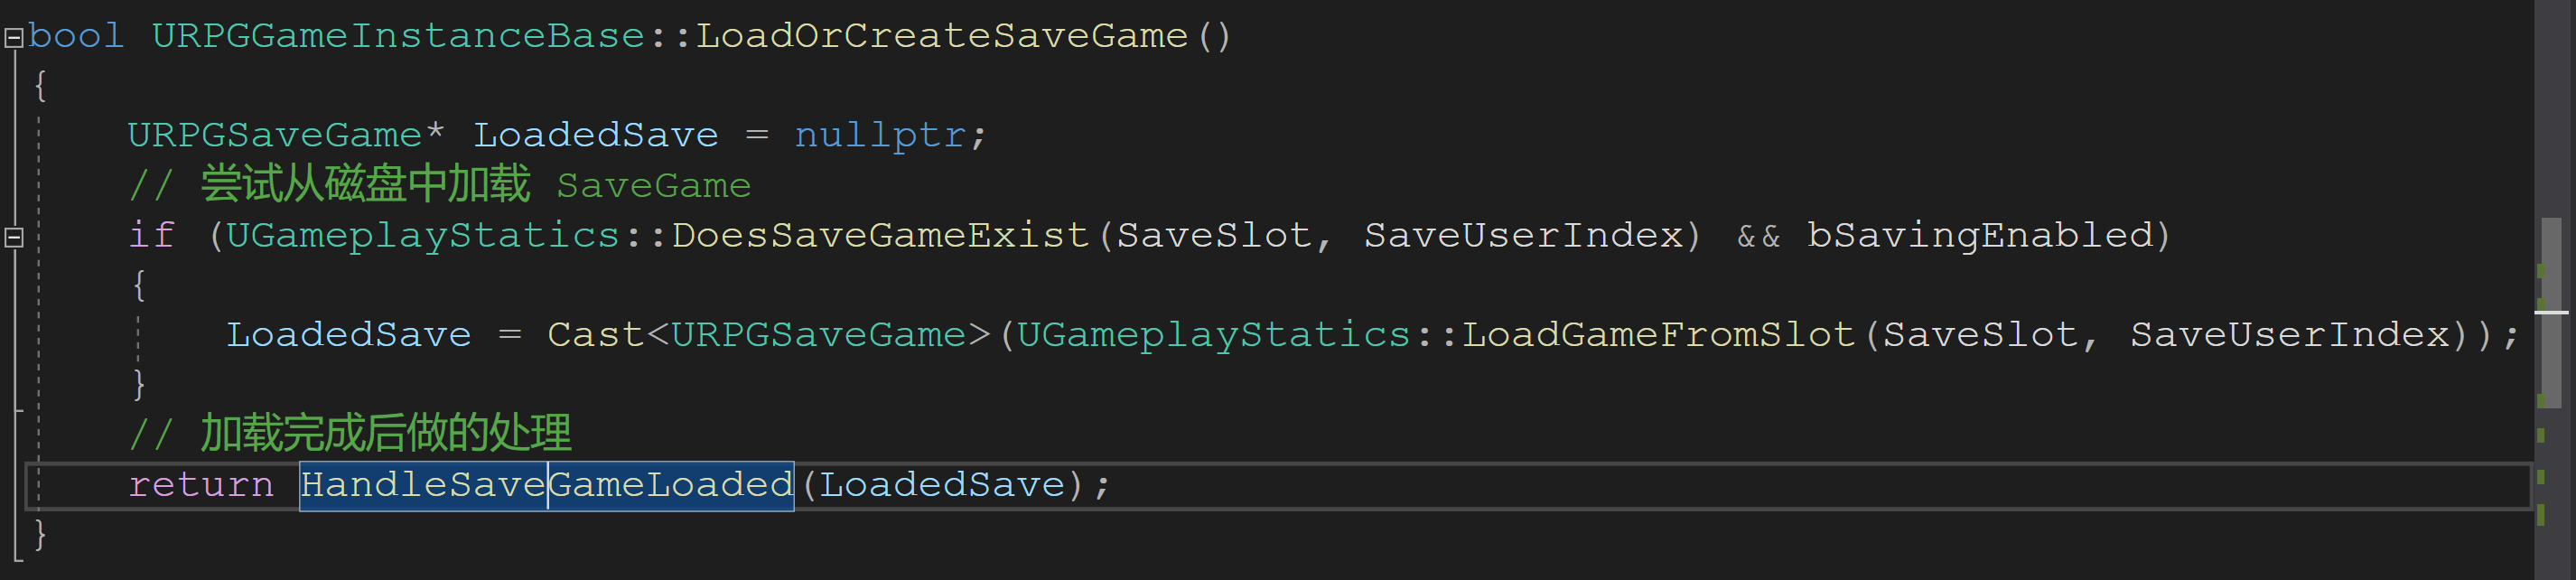 bool URPGGameInstanceBase::LoadOrCreateSaveGame()
{
    URPGSaveGame* LoadedSave = nullptr;
    // 尝试从磁盘中加载 SaveGame
    if (UGameplayStatics::DoesSaveGameExist(SaveSlot, SaveUserIndex) && bSavingEnabled)
    {
        LoadedSave = Cast<URPGSaveGame>(UGameplayStatics::LoadGameFromSlot(SaveSlot, SaveUserIndex));
    }
    // 加载完成后做的处理
    return HandleSaveGameLoaded(LoadedSave);
}